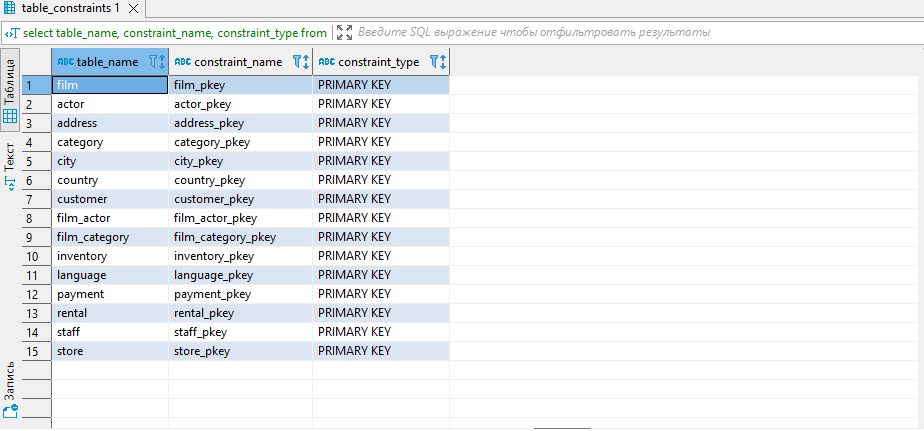 table_constraints 1
select table_name, constraint_name, constraint_type from
Введите SQL выражение чтобы отфильтровать результаты
Таблица
Текст
Запись
ABC table_name ABC constraint_name ABC constraint_type
1 film film_pkey PRIMARY KEY
2 actor actor_pkey PRIMARY KEY
3 address address_pkey PRIMARY KEY
4 category category_pkey PRIMARY KEY
5 city city_pkey PRIMARY KEY
6 country country_pkey PRIMARY KEY
7 customer customer_pkey PRIMARY KEY
8 film_actor film_actor_pkey PRIMARY KEY
9 film_category film_category_pkey PRIMARY KEY
10 inventory inventory_pkey PRIMARY KEY
11 language language_pkey PRIMARY KEY
12 payment payment_pkey PRIMARY KEY
13 rental rental_pkey PRIMARY KEY
14 staff staff_pkey PRIMARY KEY
15 store store_pkey PRIMARY KEY